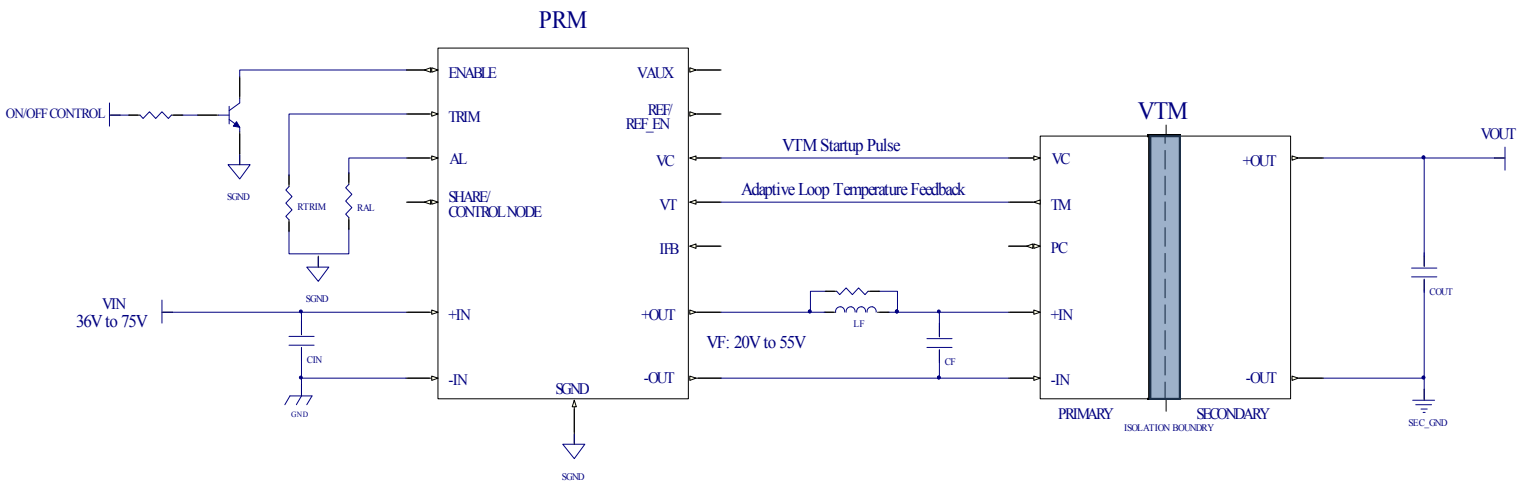 PRM
ENABLE
VAUX
ON/OFF CONTROL
TRIM
REF/
REF_EN
VTM
VOUT
AL
VC
VTM Startup Pulse
VC
+OUT
SGND
RTRIM
RAL
SHARE/
CONTROL NODE
VT
Adaptive Loop Temperature Feedback
TM
IFB
PC
SGND
COUT
VIN
36V to 75V
+IN
+OUT
LF
+IN
VF: 20V to 55V
CIN
CF
-IN
-OUT
-IN
-OUT
SGND
GND
PRIMARY
SECONDARY
ISOLATION BOUNDRY
SEC_GND
SGND